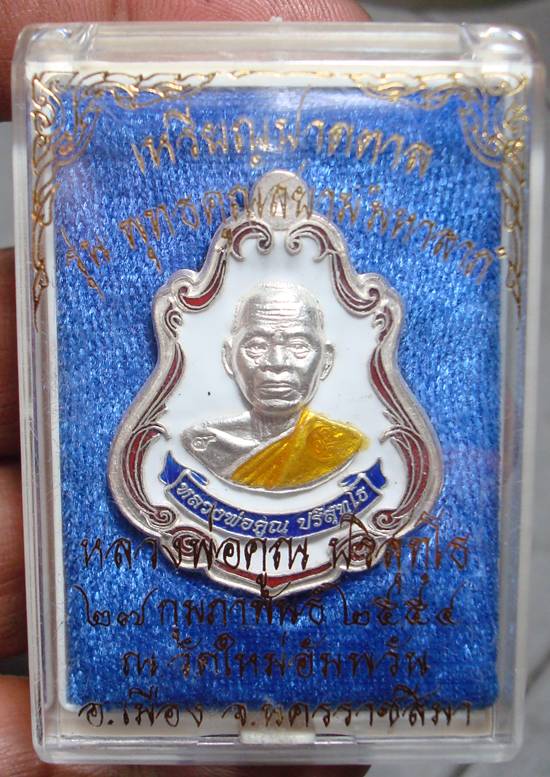 เหรียญปาดตาล
รุ่น พุทธคูณสยามมหาลาภ
หลวงพ่อคูณ ปริสุทฺโธ
หลวงพ่อคูณ ปริสุทฺโธ
๒๗ กุมภาพันธ์ ๒๕๕๔
ณ วัดใหม่อัมพวัน
อ.เมือง จ.นครราชสีมา